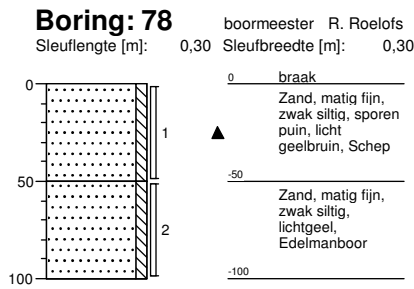 Boring: 78 boormeester R. Roelofs
Sleuflengte [m]: 0,30 Sleufbreedte [m]: 0,30
0 0 braak
Zand, matig fijn,
zwak siltig, sporen
puin, licht
geelbruin, Schep
1
50 -50
Zand, matig fijn,
zwak siltig,
lichtgeel,
Edelmanboor
2
100 -100